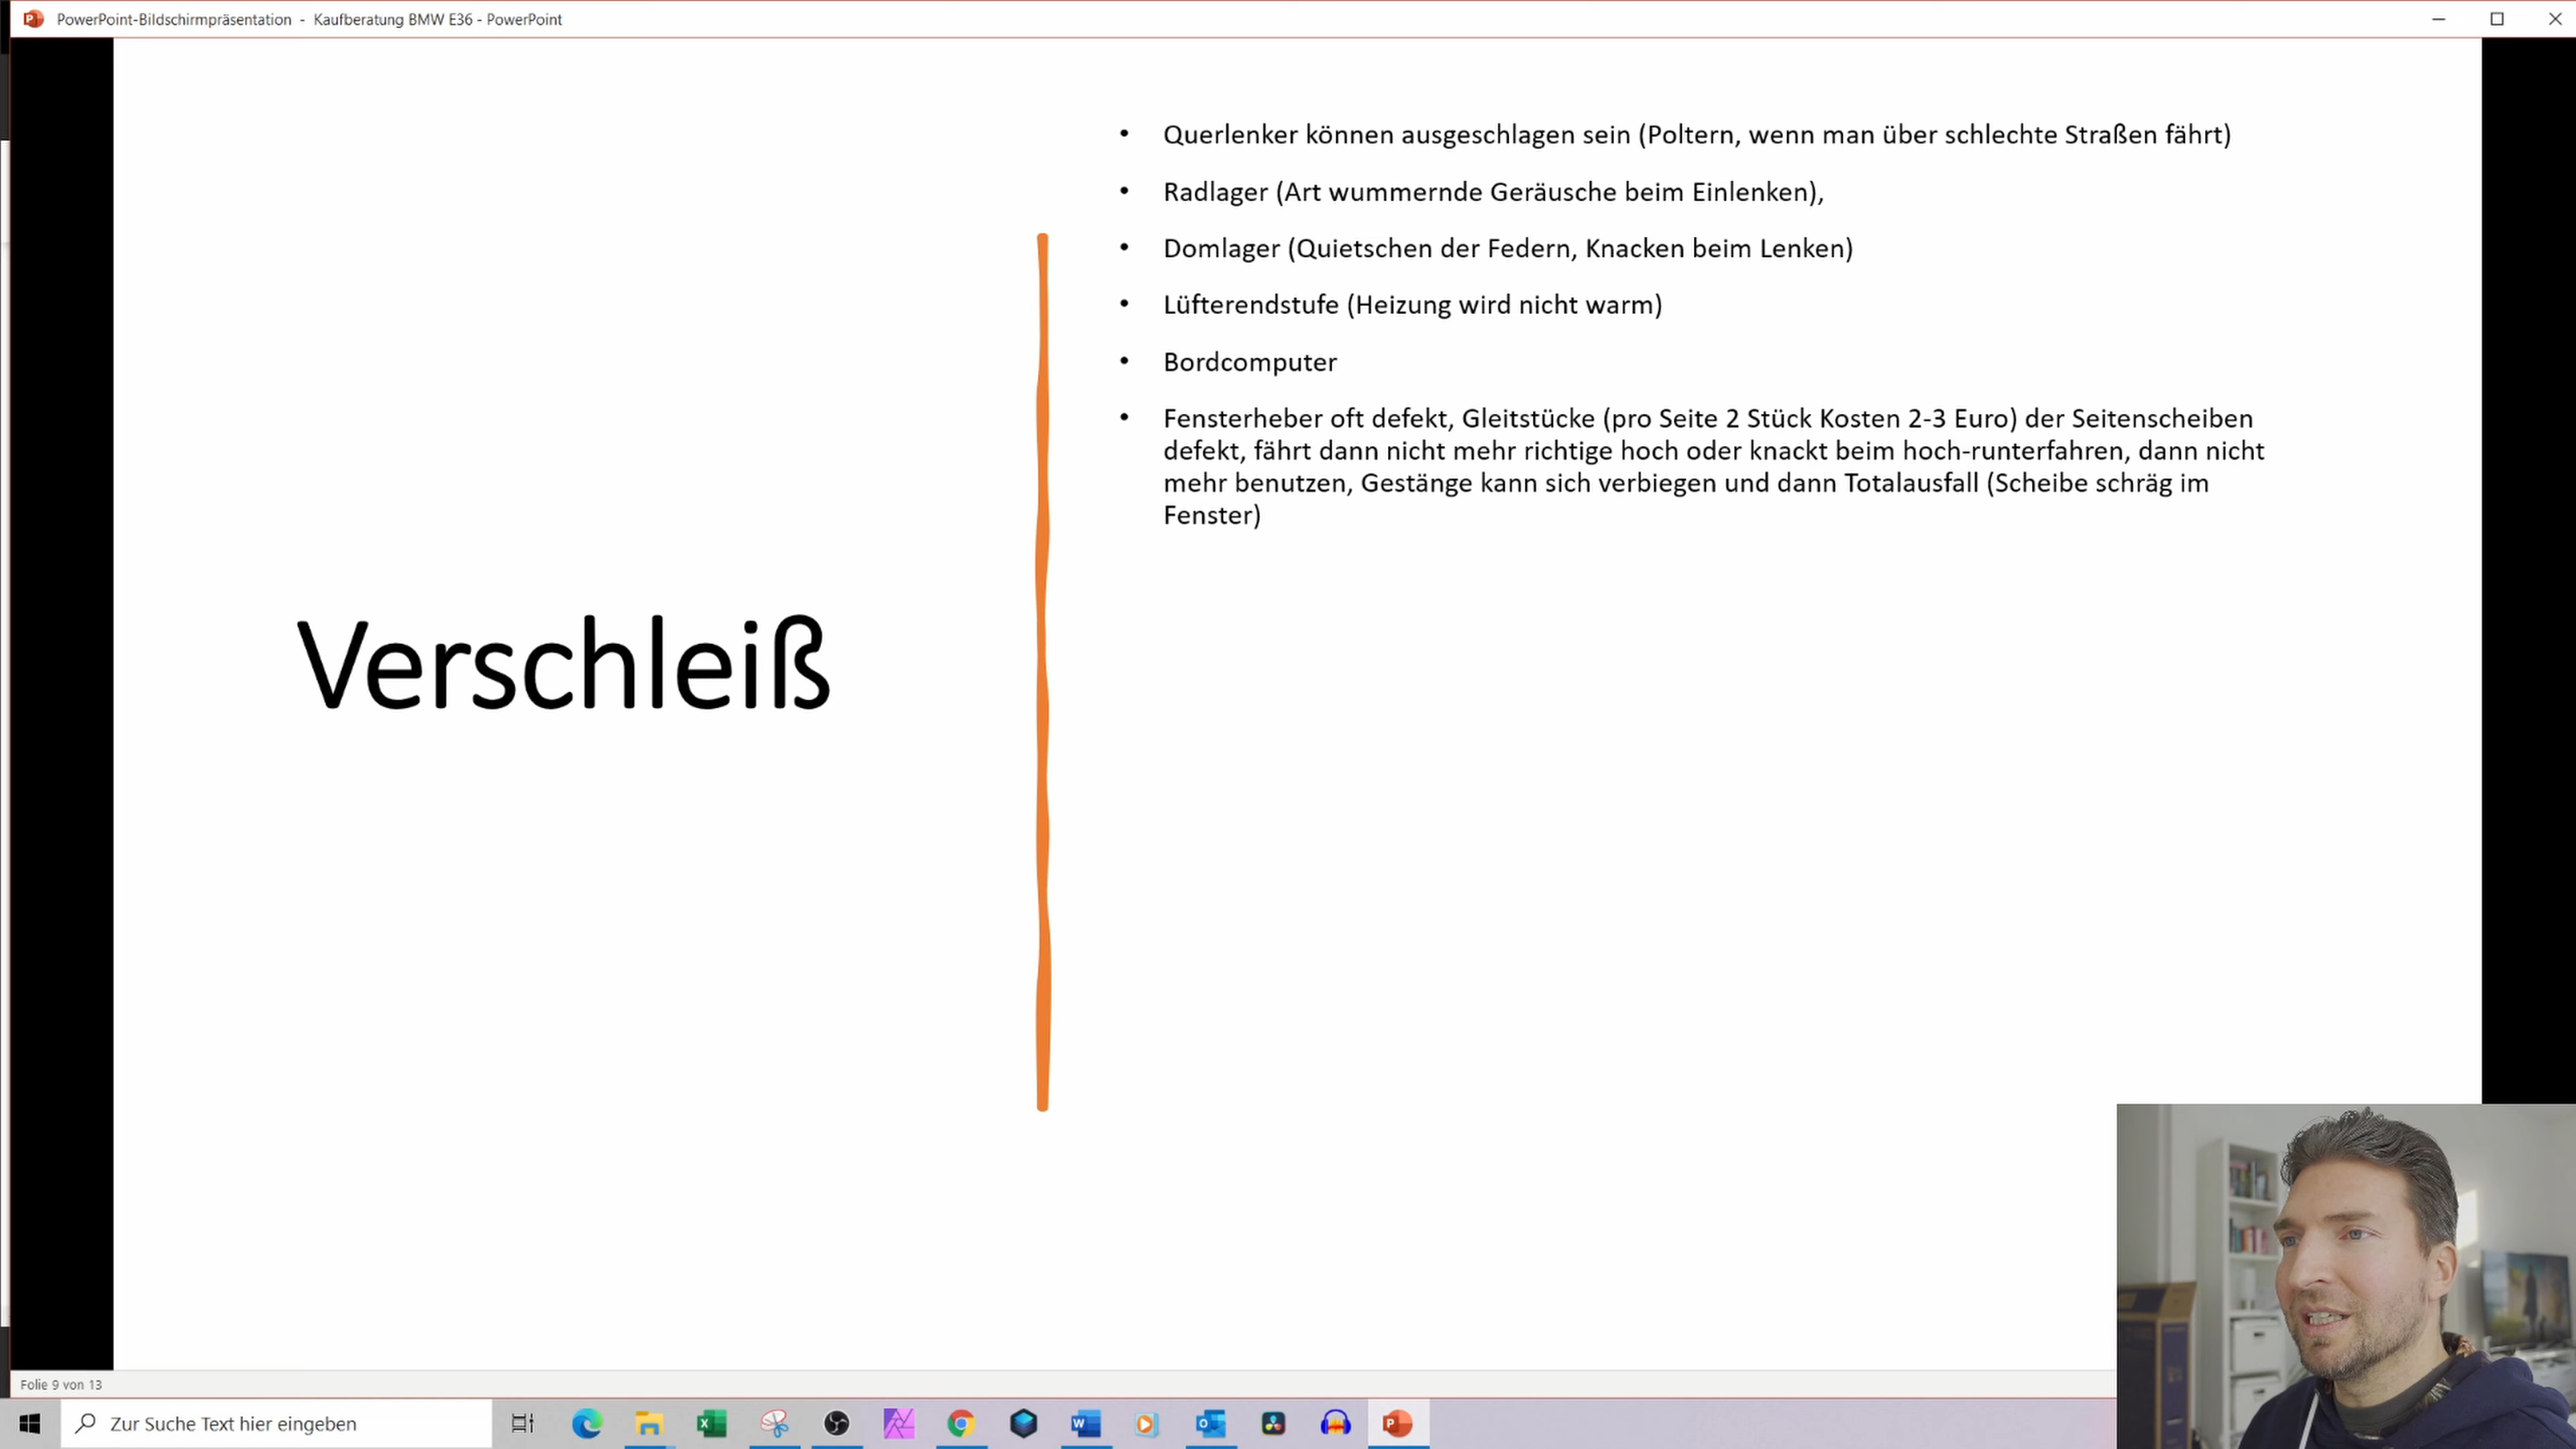 PowerPoint-Bildschirmpräsentation - Kaufberatung BMW E36 - PowerPoint
• Querlenker können ausgeschlagen sein (Poltern, wenn man über schlechte Straßen fährt)
• Radlager (Art wummernde Geräusche beim Einlenken),
• Domlager (Quietschen der Federn, Knacken beim Lenken)
• Lüfterendstufe (Heizung wird nicht warm)
• Bordcomputer
• Fensterheber oft defekt, Gleitstücke (pro Seite 2 Stück Kosten 2-3 Euro) der Seitenscheiben
defekt, fährt dann nicht mehr richtige hoch oder knackt beim hoch-runterfahren, dann nicht
mehr benutzen, Gestänge kann sich verbiegen und dann Totalausfall (Scheibe schräg im
Fenster)
Verschleiß
Folie 9 von 13
Zur Suche Text hier eingeben